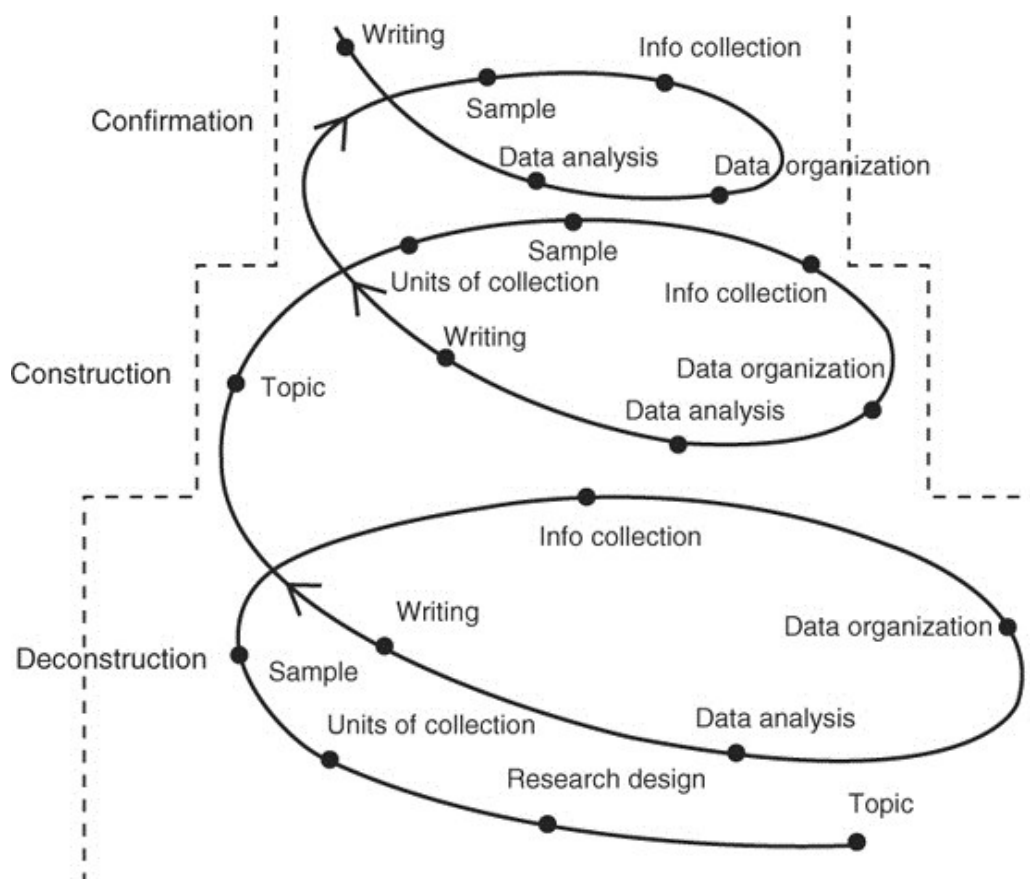 Writing
Info collection
Confirmation
Sample
Data analysis
Data organization
Sample
Units of collection
Info collection
Writing
Construction
Topic
Data organization
Data analysis
Info collection
Writing
Data organization
Deconstruction
Sample
Units of collection
Data analysis
Research design
Topic